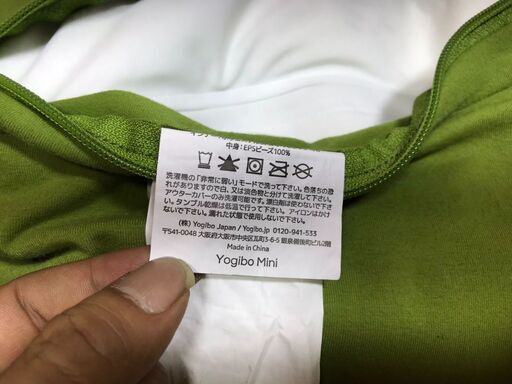 中身：EPSビーズ100%
洗濯機の「非常に弱い」モードで洗って下さい。色落ちの恐
れがありますので白、又は淡色物と分けて洗濯して下さい。
アウターカバーのみ洗濯可能です。漂白剤は使わないで下さ
い。タンブル乾燥は低温で行って下さい。アイロンはかけ
ないで下さい。濡れた状態で使用しないで下さい。
(株) Yogibo Japan / Yogibo.jp 0120-941-533
〒541-0048 大阪府大阪市中央区瓦町3-6-5 銀泉備後町ビル2階
Made in China
Yogibo Mini